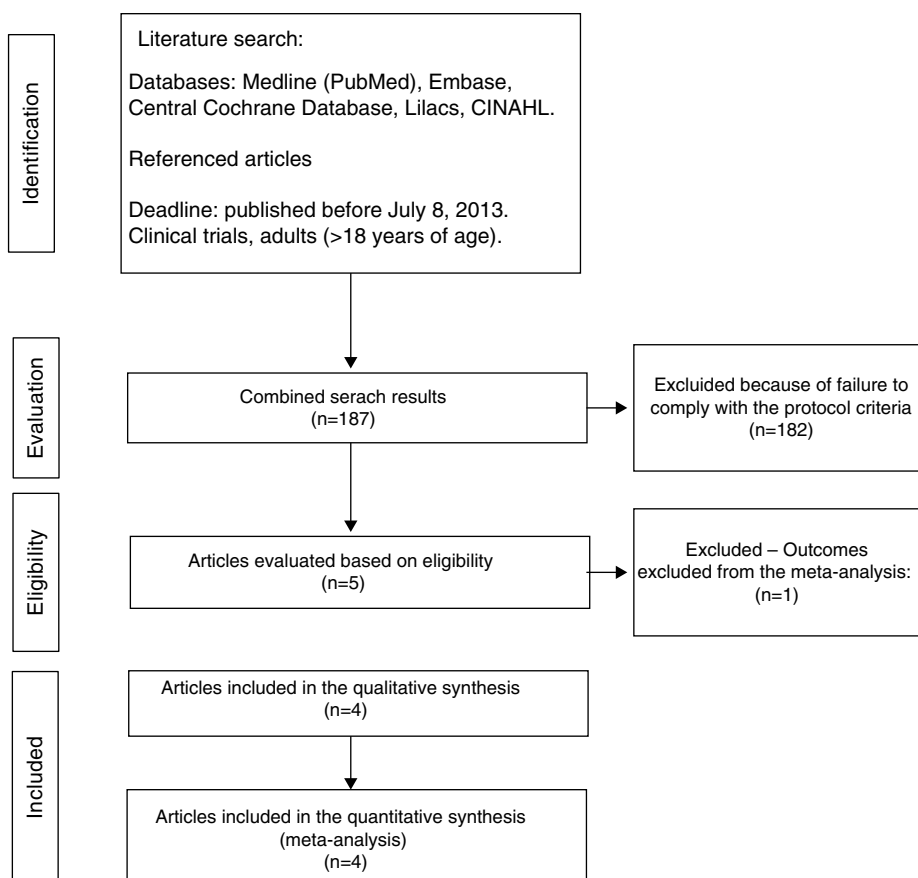 Identification
Literature search:
Databases: Medline (PubMed), Embase,
Central Cochrane Database, Lilacs, CINAHL.
Referenced articles
Deadline: published before July 8, 2013.
Clinical trials, adults (>18 years of age).
Evaluation
Combined serach results
(n=187)
Excluided because of failure to
comply with the protocol criteria
(n=182)
Eligibility
Articles evaluated based on eligibility
(n=5)
Excluded – Outcomes
excluded from the meta-analysis:
(n=1)
Included
Articles included in the qualitative synthesis
(n=4)
Articles included in the quantitative synthesis
(meta-analysis)
(n=4)